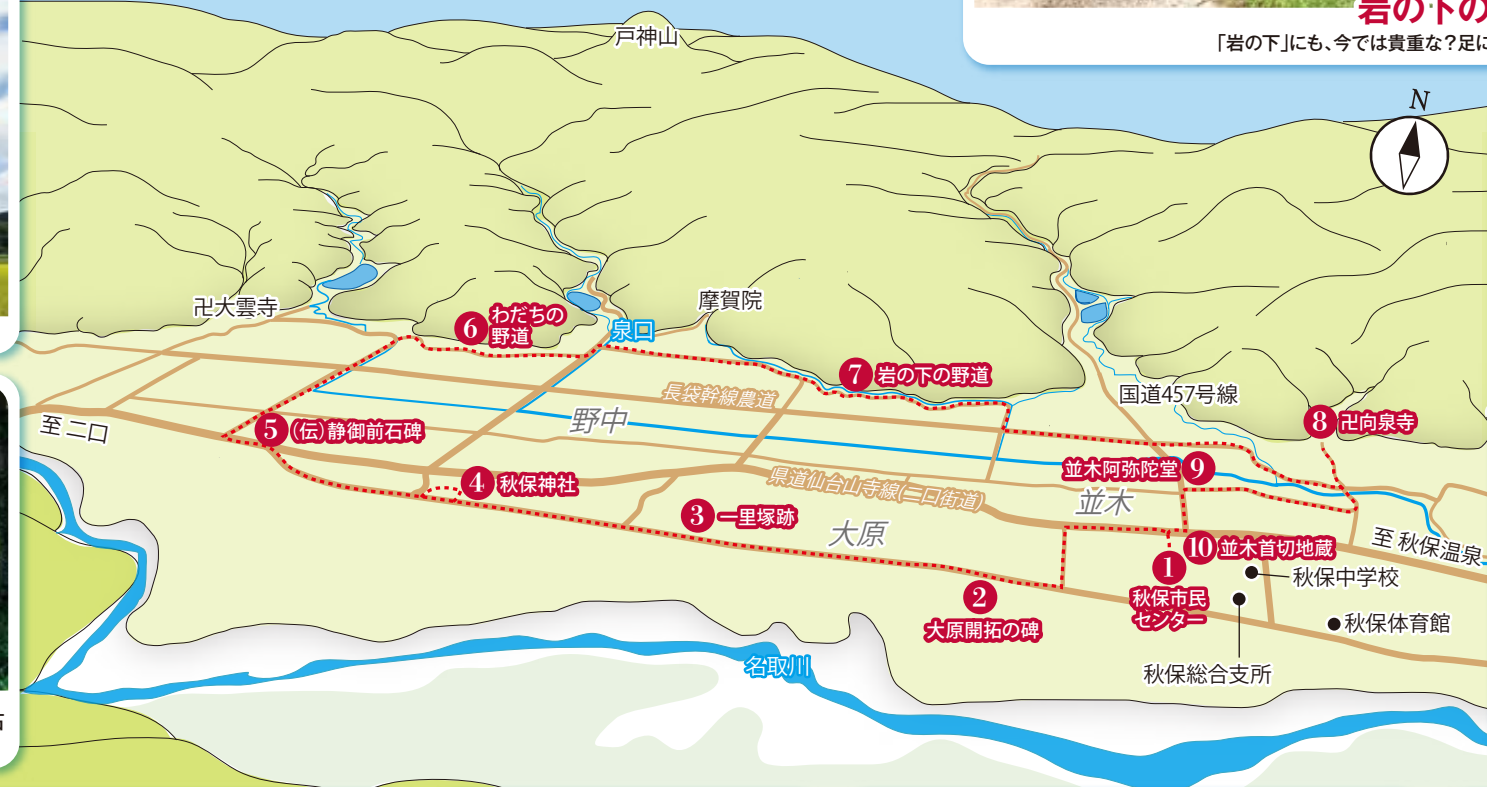 岩の下の
「岩の下」にも、今では貴重な？足に
戸神山
N
卍大雲寺
6 わだちの
野道
泉口
摩賀院
7 岩の下の野道
長袋幹線農道
国道457号線
8 卍向泉寺
至 二口
5 (伝)静御前石碑
野中
並木阿弥陀堂 9
4 秋保神社
県道仙台山寺線(二口街道)
並木
3 一里塚跡
大原
至 秋保温泉
10 並木首切地蔵
1
秋保市民
センター
秋保中学校
2
大原開拓の碑
秋保体育館
秋保総合支所
名取川